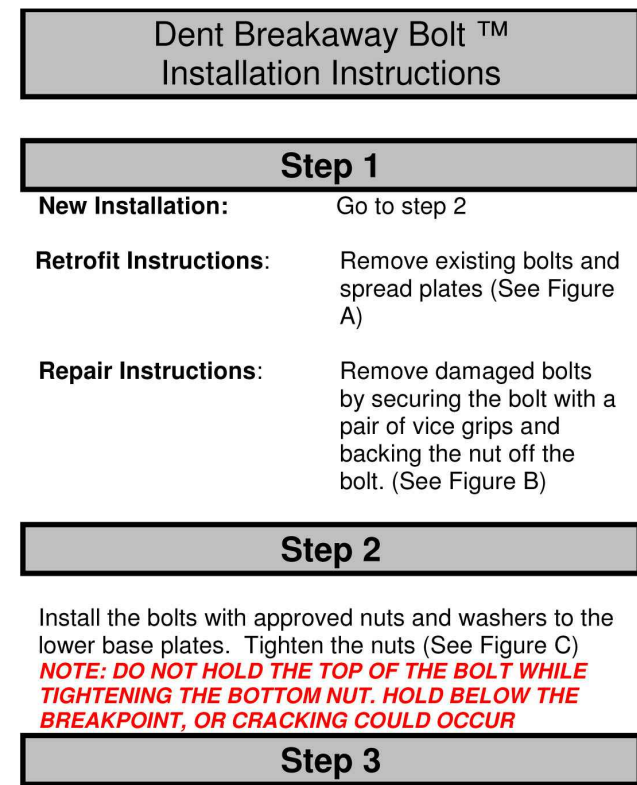 Dent Breakaway Bolt ™
Installation Instructions
Step 1
New Installation: Go to step 2
Retrofit Instructions: Remove existing bolts and
spread plates (See Figure
A)
Repair Instructions: Remove damaged bolts
by securing the bolt with a
pair of vice grips and
backing the nut off the
bolt. (See Figure B)
Step 2
Install the bolts with approved nuts and washers to the
lower base plates. Tighten the nuts (See Figure C)
NOTE: DO NOT HOLD THE TOP OF THE BOLT WHILE
TIGHTENING THE BOTTOM NUT. HOLD BELOW THE
BREAKPOINT, OR CRACKING COULD OCCUR
Step 3